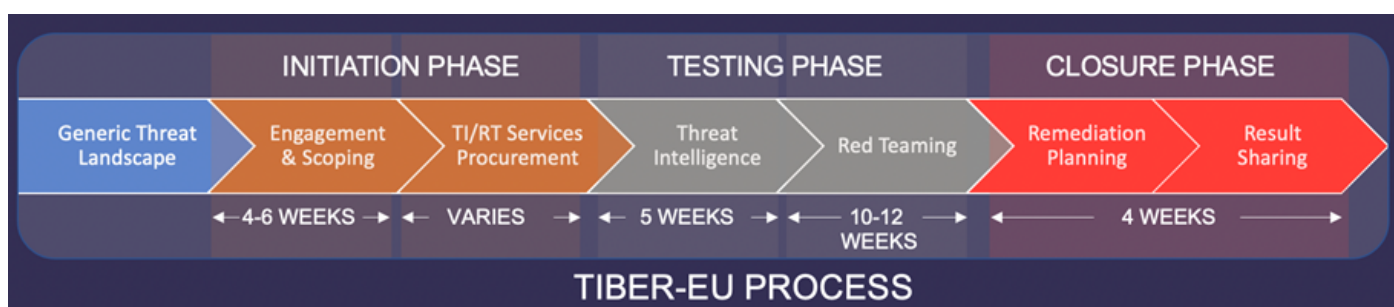 INITIATION PHASE
TESTING PHASE
CLOSURE PHASE
Generic Threat
Landscape
Engagement
& Scoping
TI/RT Services
Procurement
Threat
Intelligence
Red Teaming
Remediation
Planning
Result
Sharing
4-6 WEEKS
VARIES
5 WEEKS
10-12
WEEKS
4 WEEKS
TIBER-EU PROCESS